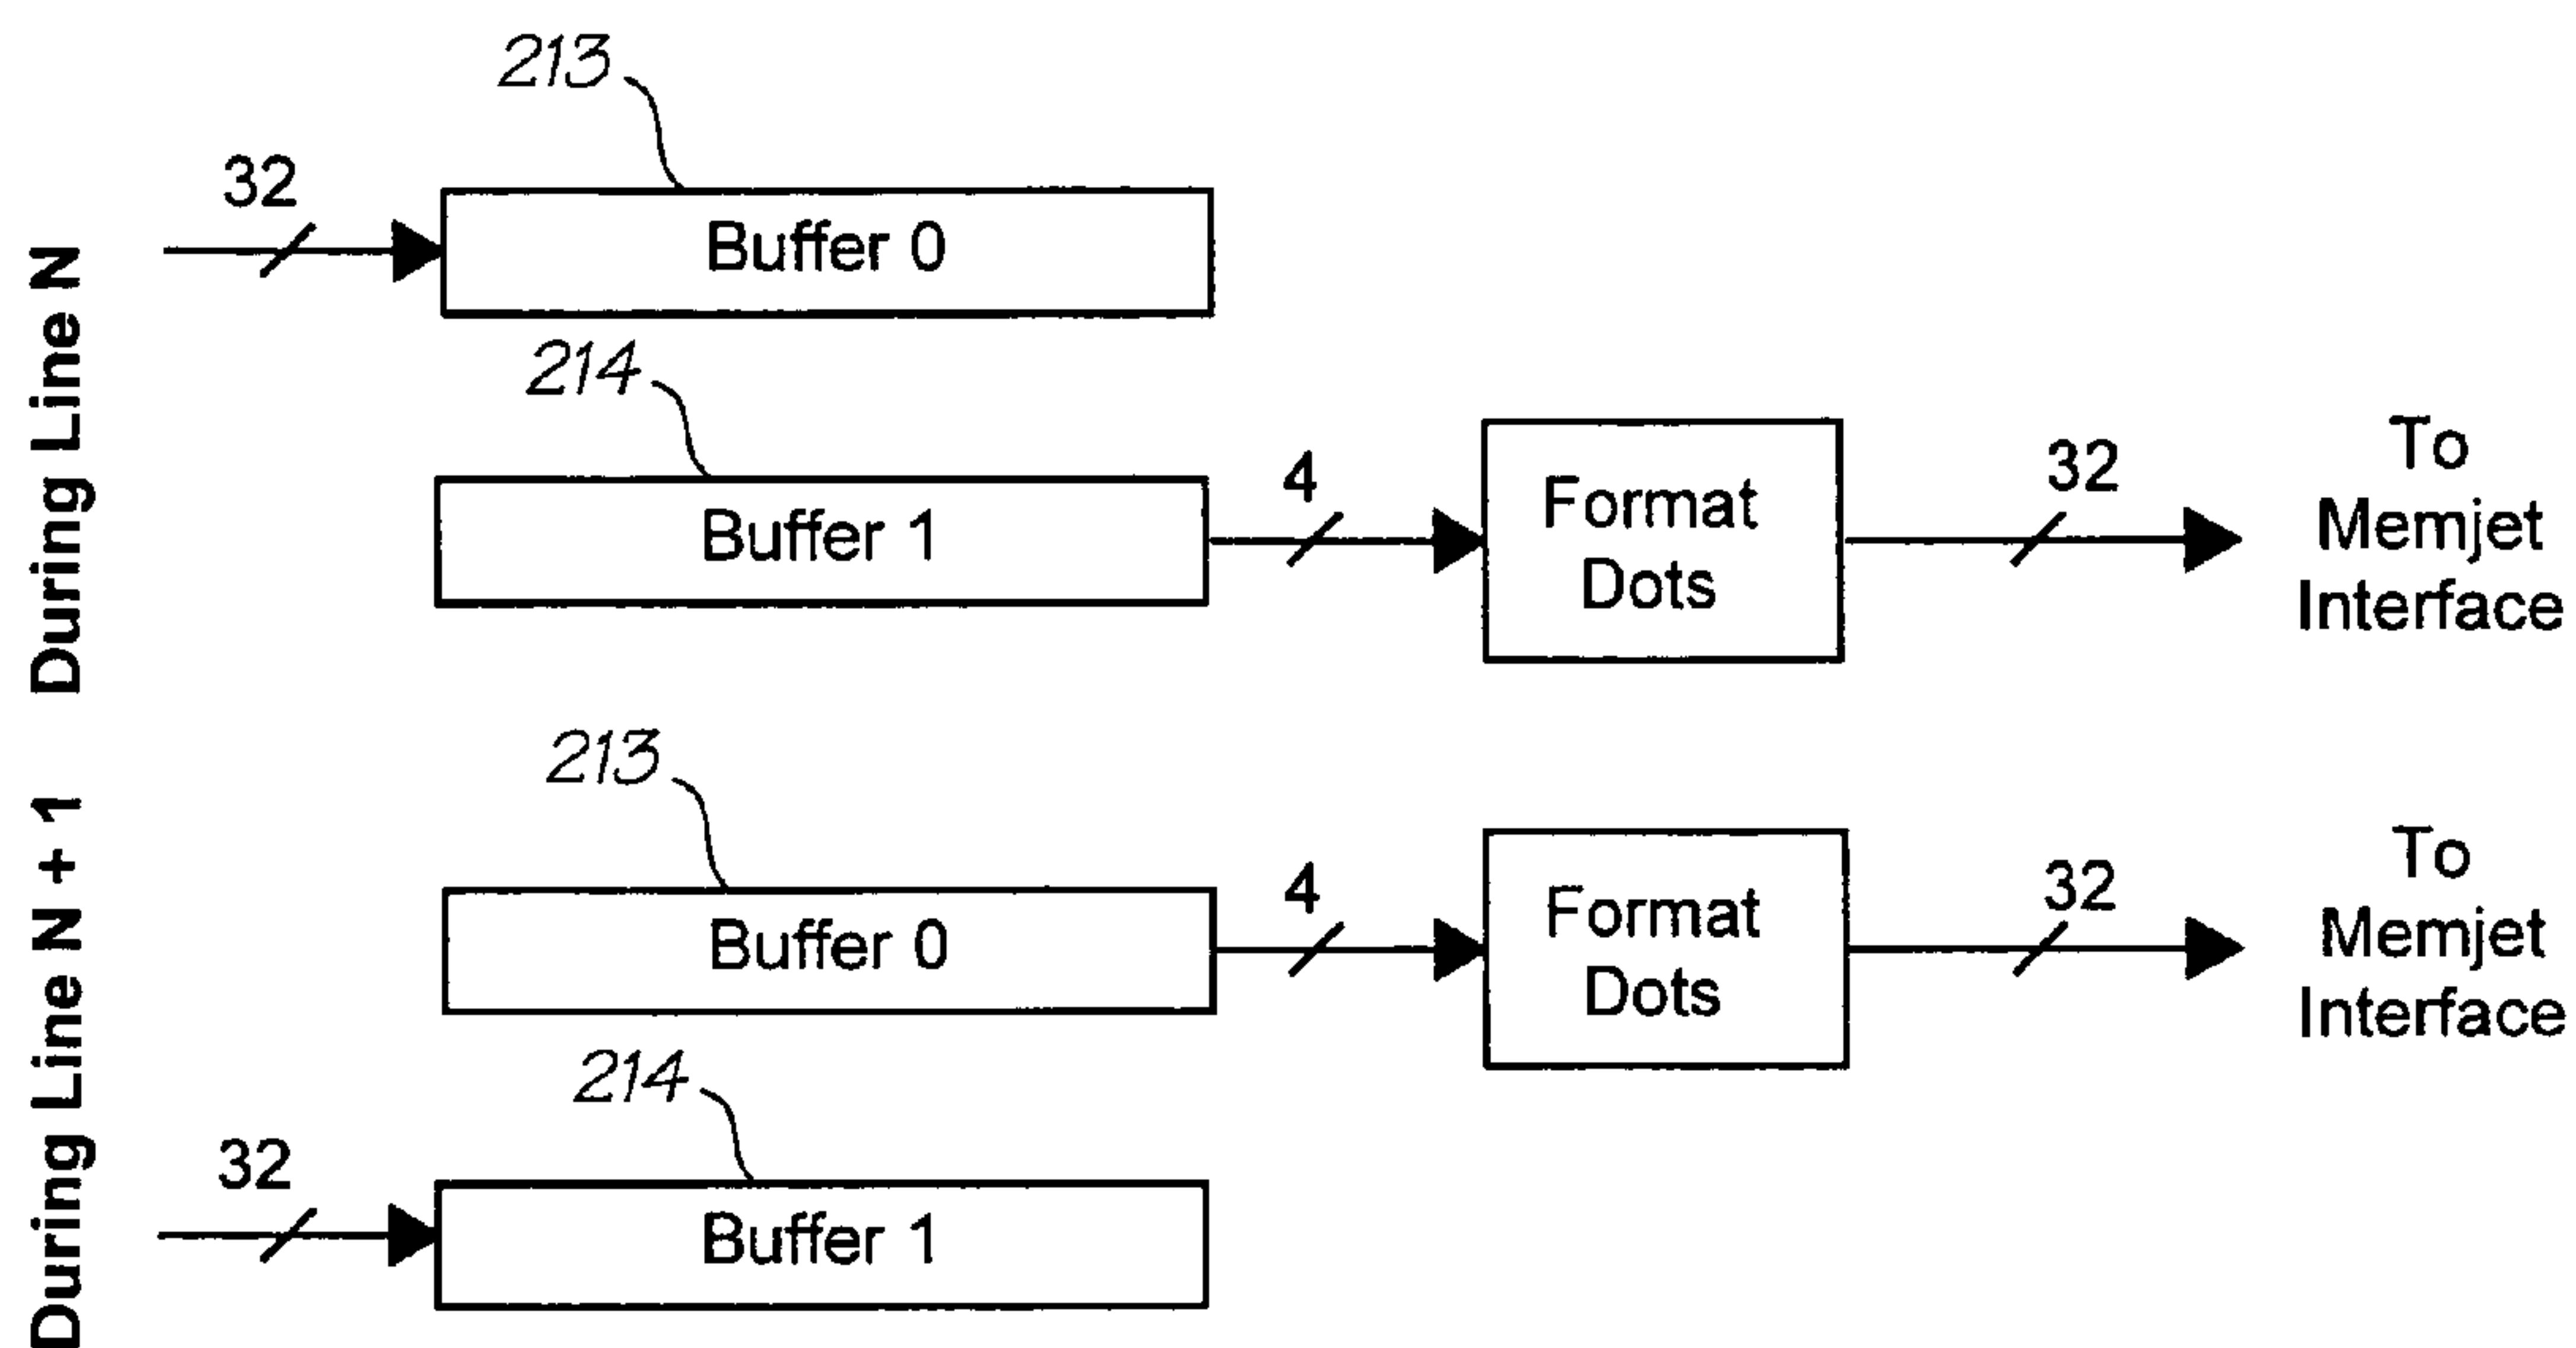 During Line N
213
32
Buffer 0
214
Buffer 1
4
Format
Dots
32
To
Memjet
Interface
During Line N + 1
213
Buffer 0
4
Format
Dots
32
To
Memjet
Interface
214
32
Buffer 1